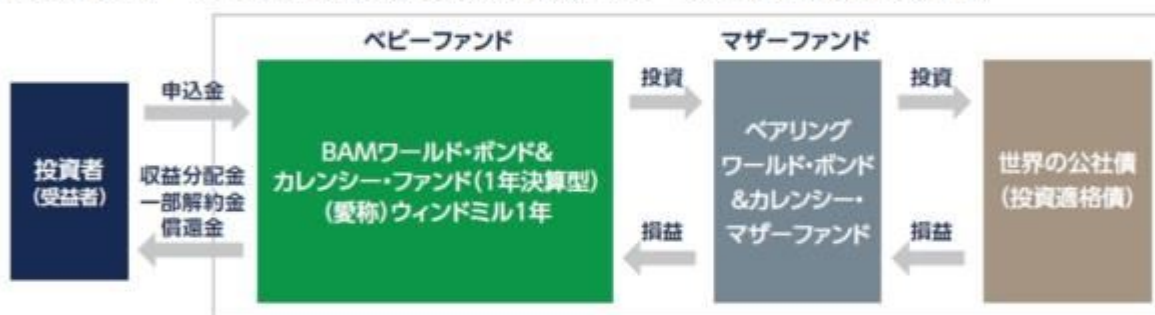 ベビーファンド
マザーファンド
投資者
(受益者)
申込金
収益分配金
一部解約金
償還金
BAMワールド・ボンド&
カレンシー・ファンド(1年決算型)
(愛称)ウィンドミル1年
投資
損益
ベアリング
ワールド・ボンド
&カレンシー・
マザーファンド
投資
損益
世界の公社債
(投資適格債)